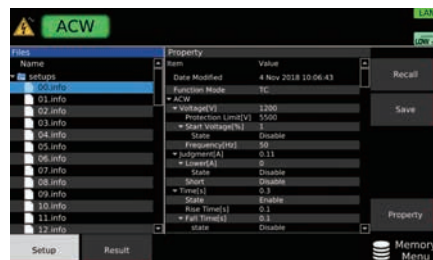 ACW
LAN
LOW
Files
Property
Name
Item Value
setups
Date Modified 4 Nov 2018 10:06:43
Recall
00.info
Function Mode TC
01.info
ACW
02.info
Voltage[V] 1200
03.info
Protection Limit[V] 5500
Save
04.info
Start Voltage[%] 1
State Disable
05.info
Frequency[Hz] 50
06.info
Judgment[A] 0.11
07.info
Lower[A] 0
State Disable
08.info
Short Disable
09.info
Time[s] 0.3
10.info
State Enable
Rise Time[s] 0.1
11.info
Fall Time[s] 0.1
Property
12.info
state Disable
Setup
Result
Memory
Menu